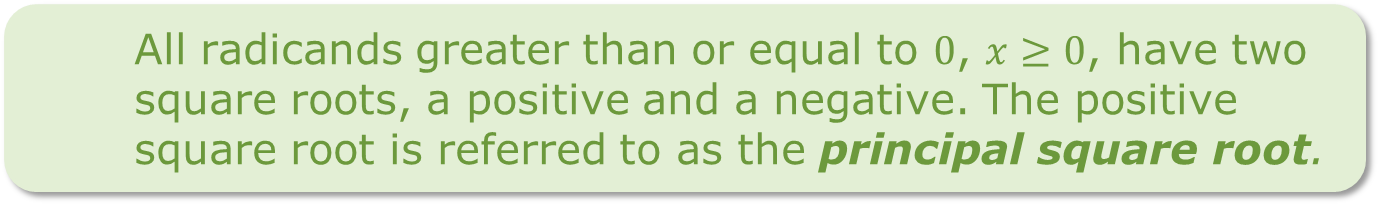 All radicands greater than or equal to 0, x ≥ 0, have two
square roots, a positive and a negative. The positive
square root is referred to as the principal square root.